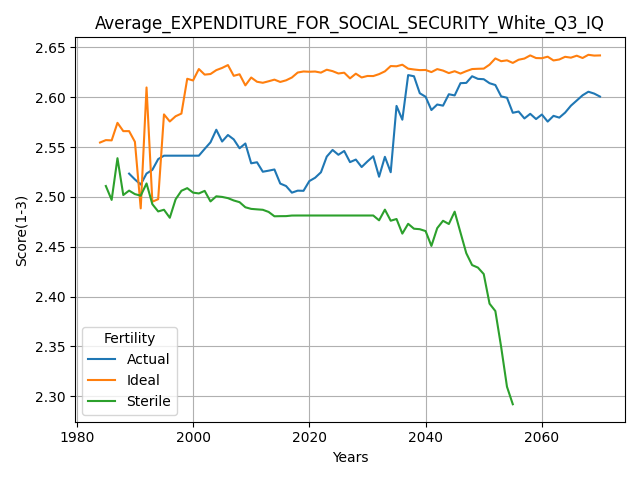 Average_EXPENDITURE_FOR_SOCIAL_SECURITY_White_Q3_IQ
2.65
2.60
2.55
2.50
2.45
2.40
2.35
2.30
Score(1-3)
Fertility
Actual
Ideal
Sterile
1980 2000 2020 2040 2060
Years